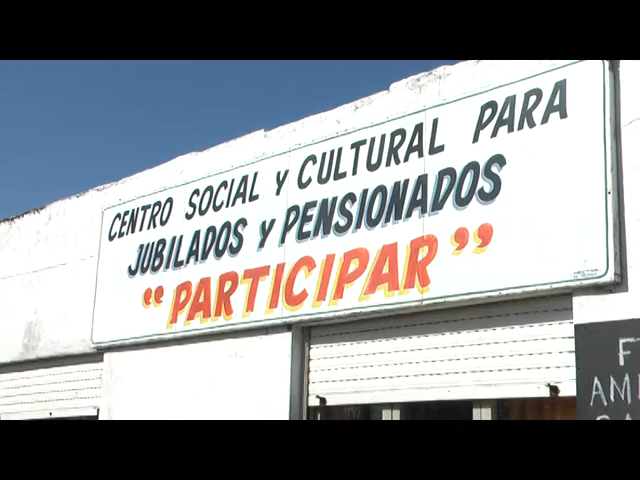 CENTRO SOCIAL Y CULTURAL PARA
JUBILADOS Y PENSIONADOS
"PARTICIPAR"